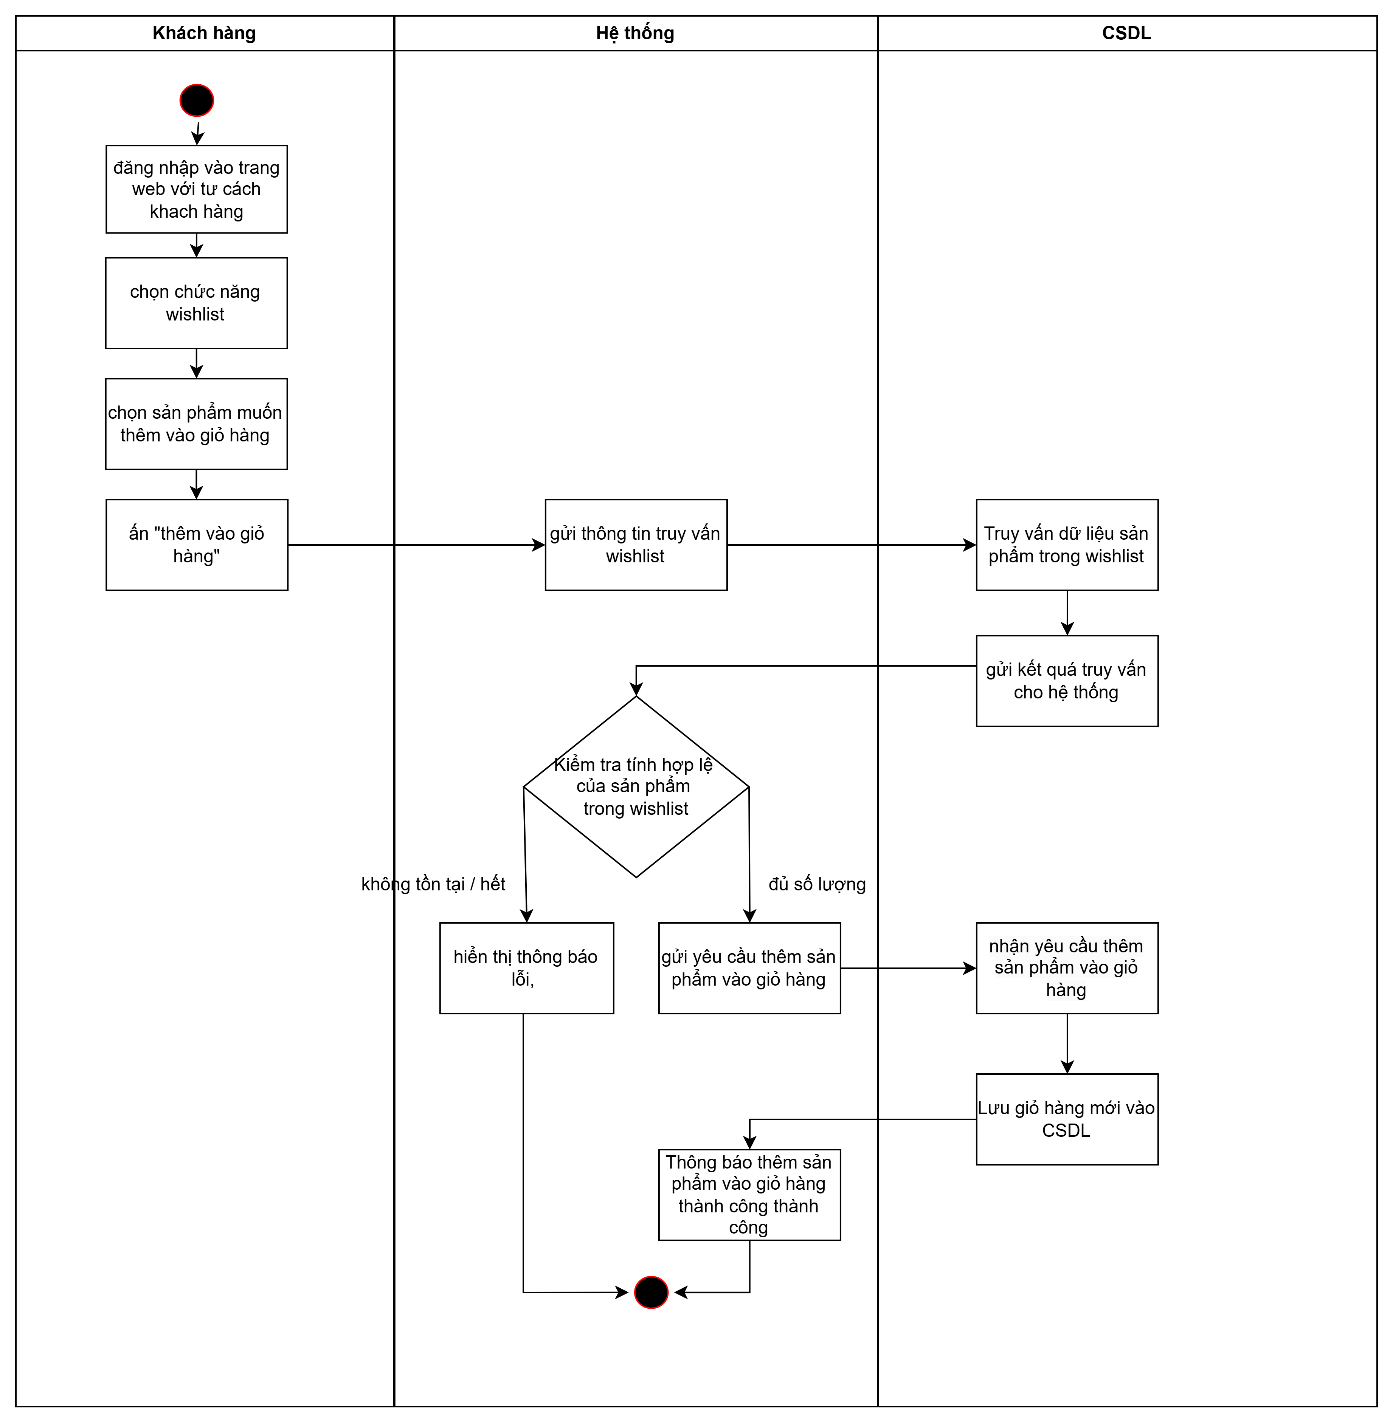 Khách hàng
Hệ thống
CSDL
đăng nhập vào trang
web với tư cách
khach hàng
chọn chức năng
wishlist
chọn sản phẩm muốn
thêm vào giỏ hàng
ấn "thêm vào giỏ
hàng"
gửi thông tin truy vấn
wishlist
Truy vấn dữ liệu sản
phẩm trong wishlist
gửi kết quá truy vấn
cho hệ thống
Kiểm tra tính hợp lệ
của sản phẩm
trong wishlist
không tồn tại / hết
đủ số lượng
hiển thị thông báo
lỗi,
gửi yêu cầu thêm sản
phẩm vào giỏ hàng
nhận yêu cầu thêm
sản phẩm vào giỏ
hàng
Lưu giỏ hàng mới vào
CSDL
Thông báo thêm sản
phẩm vào giỏ hàng
thành công thành
công